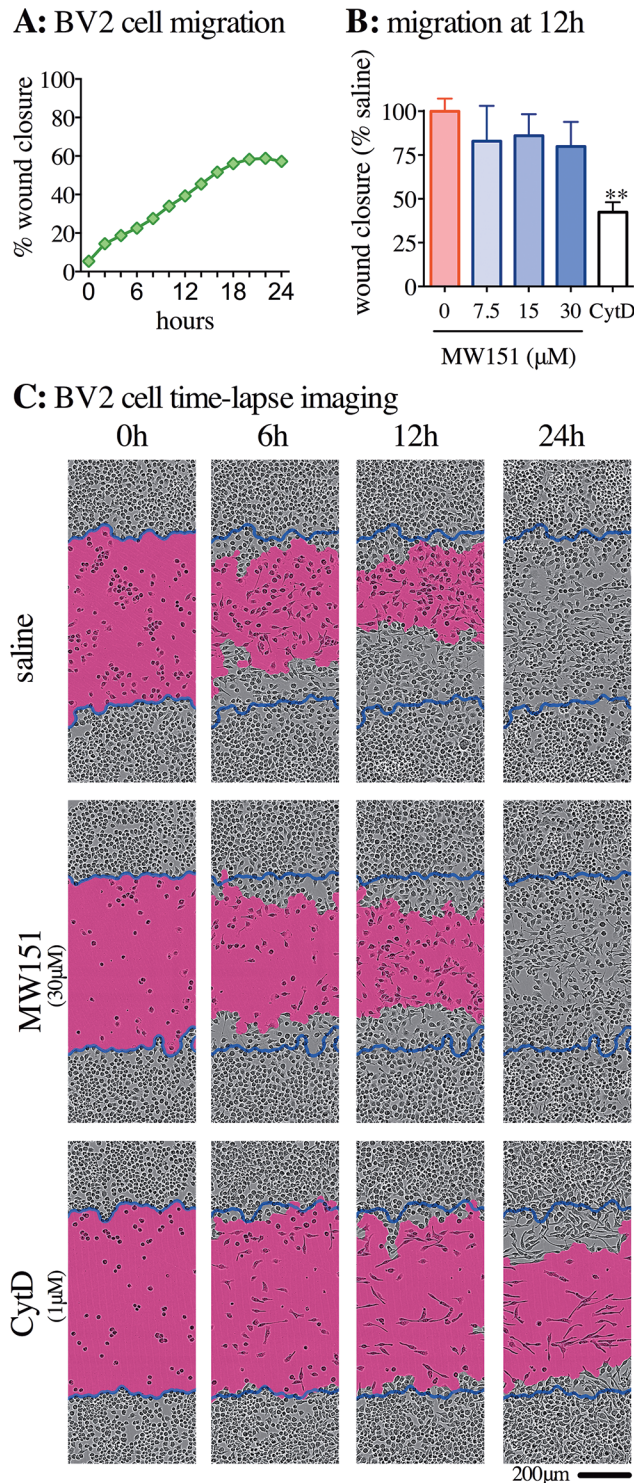 A: BV2 cell migration
% wound closure
100
80
60
40
20
0
0 6 12 18 24
hours
B: migration at 12h
wound closure (% saline)
100
75
50
25
0
**
0 7.5 15 30 CytD
MW151 (µM)
C: BV2 cell time-lapse imaging
0h 6h 12h 24h
saline
MW151
(30µM)
CytD
(1µM)
200µm